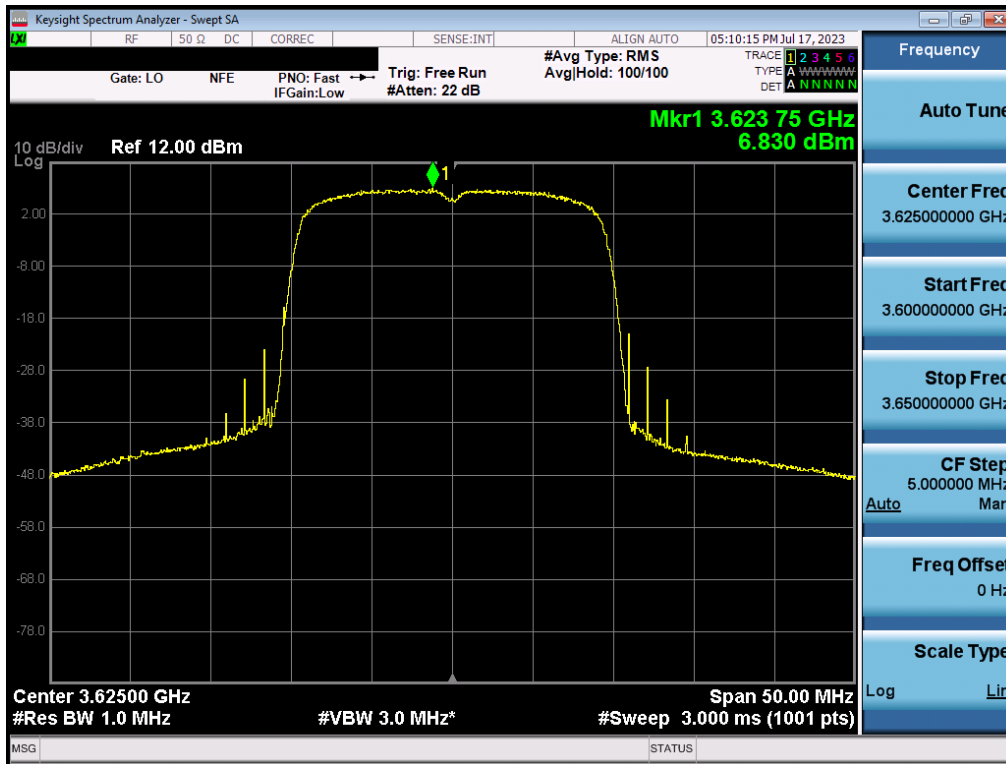 Keysight Spectrum Analyzer - Swept SA
LXI RF 50 Ω DC CORREC SENSE:INT ALIGN AUTO 05:10:15 PM Jul 17, 2023
Gate: LO NFE PNO: Fast Trig: Free Run #Avg Type: RMS TRACE 1 2 3 4 5 6
IFGain:Low #Atten: 22 dB Avg|Hold: 100/100 TYPE A WWWWW
DET A N N N N N
Mkr1 3.623 75 GHz
6.830 dBm
10 dB/div Ref 12.00 dBm
Log
1
2.00
-8.00
-18.0
-28.0
-38.0
-48.0
-58.0
-68.0
-78.0
Center 3.62500 GHz Span 50.00 MHz
#Res BW 1.0 MHz #VBW 3.0 MHz* #Sweep 3.000 ms (1001 pts)
MSG STATUS
Frequency
Auto Tune
Center Freq
3.625000000 GHz
Start Freq
3.600000000 GHz
Stop Freq
3.650000000 GHz
CF Step
5.000000 MHz
Auto Man
Freq Offset
0 Hz
Scale Type
Log Lin